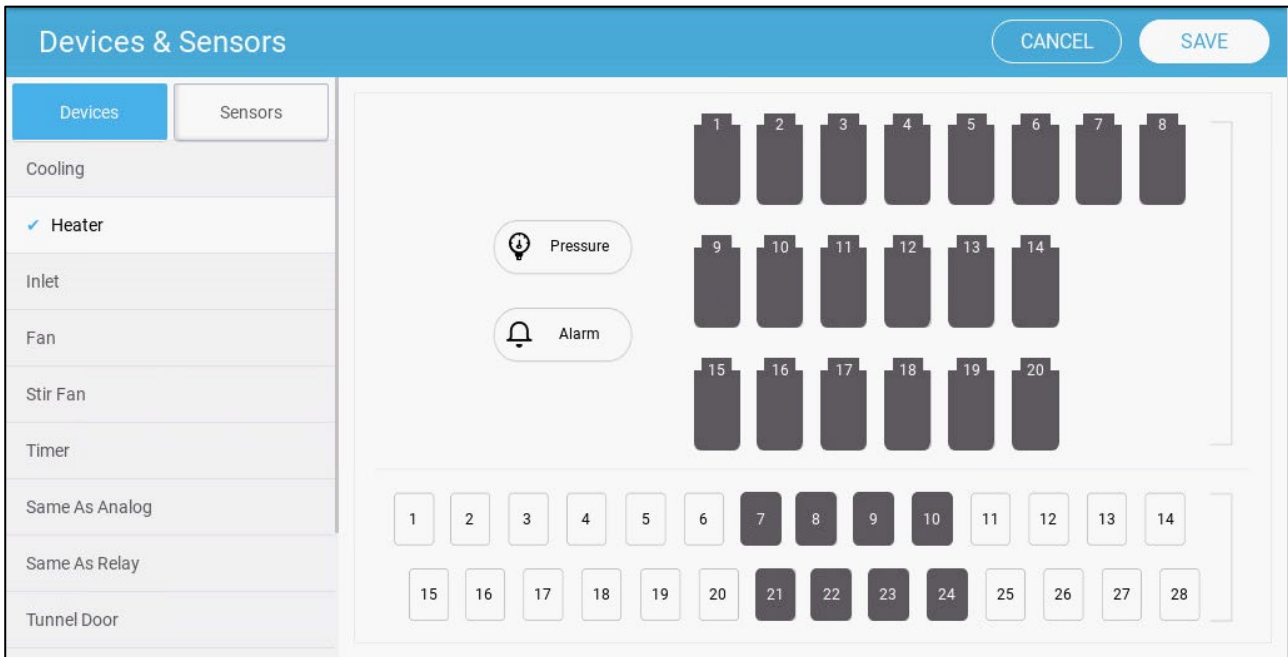 Devices & Sensors CANCEL SAVE
Devices Sensors
Cooling
✔ Heater
Inlet
Fan
Stir Fan
Timer
Same As Analog
Same As Relay
Tunnel Door
1 2 3 4 5 6 7 8
Pressure
9 10 11 12 13 14
Alarm
15 16 17 18 19 20
1 2 3 4 5 6 7 8 9 10 11 12 13 14
15 16 17 18 19 20 21 22 23 24 25 26 27 28